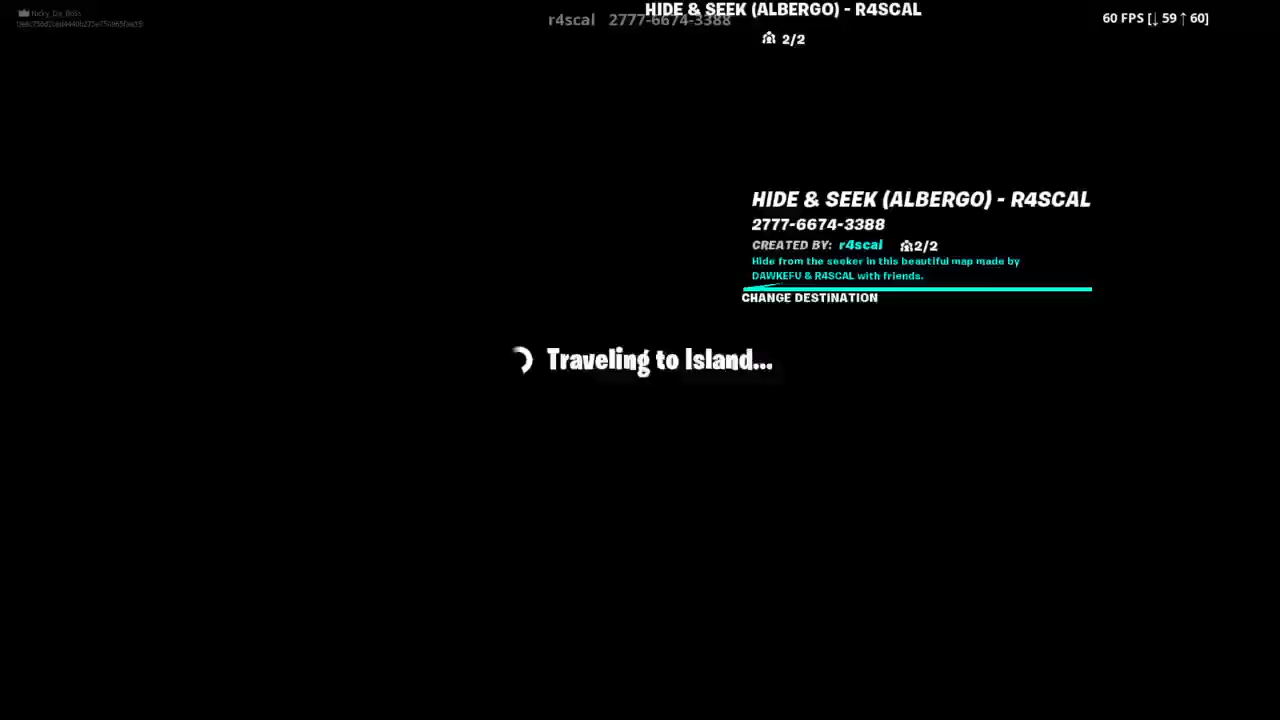 HIDE & SEEK (ALBERGO) - R4SCAL
r4scal 2777-6674-3388
60 FPS [↓ 59 ↑ 60]
2/2
HIDE & SEEK (ALBERGO) - R4SCAL
2777-6674-3388
CREATED BY: r4scal 2/2
Hide from the seeker in this beautiful map made by
DAWKEFU & R4SCAL with friends.
CHANGE DESTINATION
Traveling to Island...